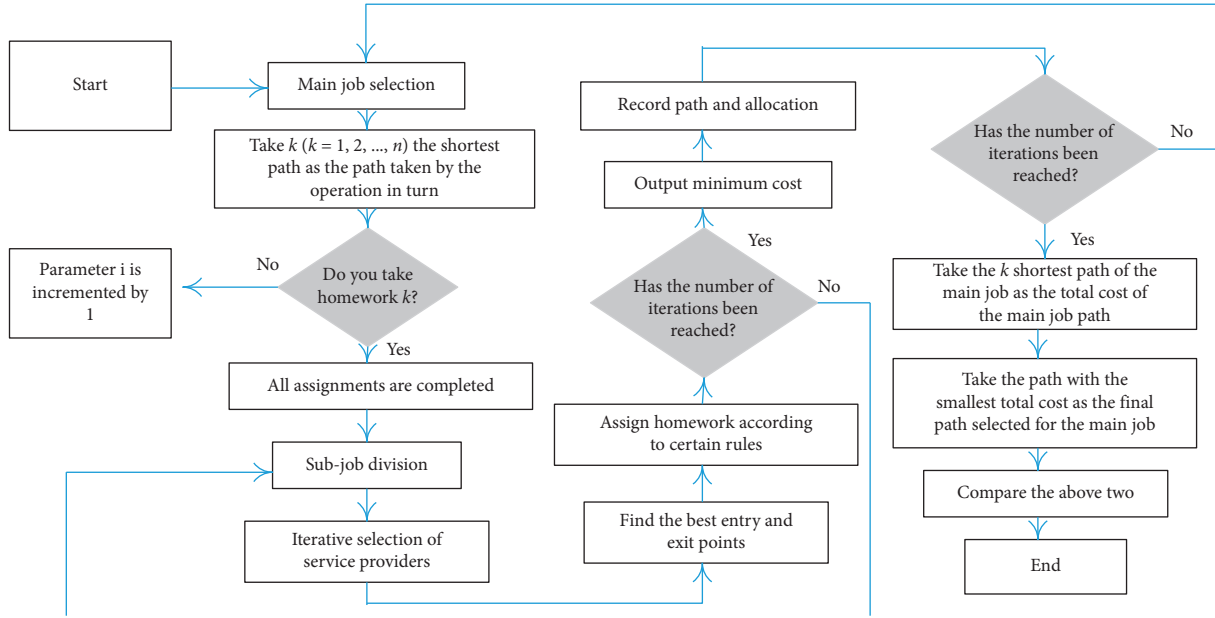 Start
Main job selection
Take k (k = 1, 2, ..., n) the shortest
path as the path taken by the
operation in turn
Do you take
homework k?
No
Parameter i is
incremented by
1
Yes
All assignments are completed
Sub-job division
Iterative selection of
service providers
Find the best entry and
exit points
Assign homework according
to certain rules
Has the number of
iterations been
reached?
No
Yes
Output minimum cost
Record path and allocation
Has the number of
iterations been
reached?
No
Yes
Take the k shortest path of the
main job as the total cost of
the main job path
Take the path with the
smallest total cost as the final
path selected for the main job
Compare the above two
End